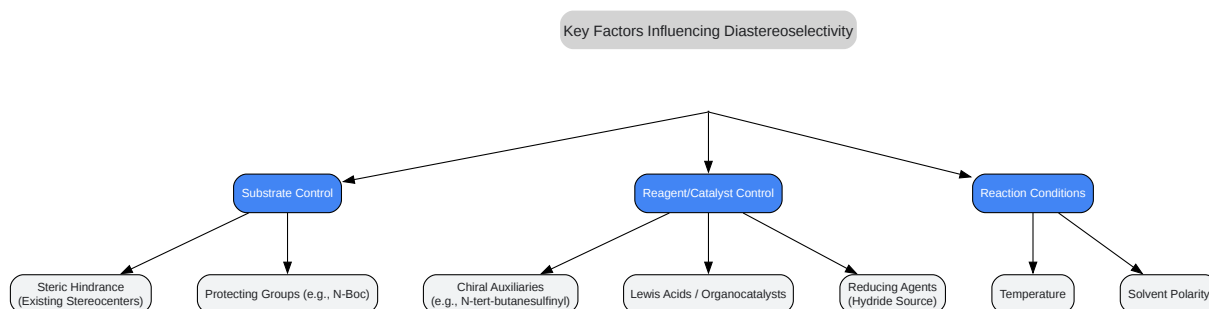 Key Factors Influencing Diastereoselectivity
Substrate Control
Reagent/Catalyst Control
Reaction Conditions
Steric Hindrance
(Existing Stereocenters)
Protecting Groups (e.g., N-Boc)
Chiral Auxiliaries
(e.g., N-tert-butanesulfinyl)
Lewis Acids / Organocatalysts
Reducing Agents
(Hydride Source)
Temperature
Solvent Polarity